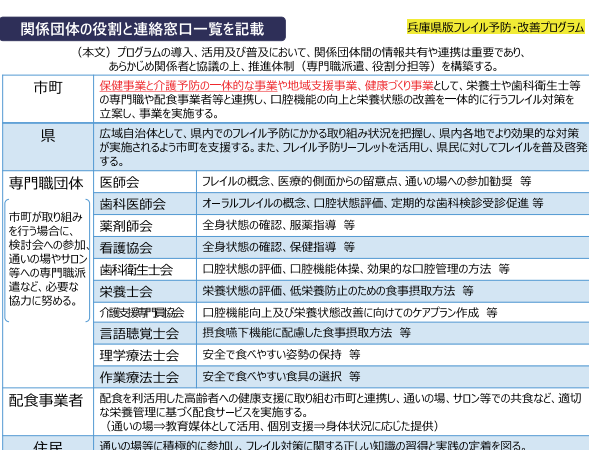 関係団体の役割と連絡窓口一覧を記載
兵庫県版フレイル予防・改善プログラム
（本文）プログラムの導入、活用及び普及において、関係団体間の情報共有や連携は重要であり、
あらかじめ関係者と協議の上、推進体制（専門職派遣、役割分担等）を構築する。
市町
保健事業と介護予防の一体的な事業や地域支援事業、健康づくり事業として、栄養士や歯科衛生士等
の専門職や配食事業者等と連携し、口腔機能の向上と栄養状態の改善を一体的に行うフレイル対策を
立案し、事業を実施する。
県
広域自治体として、県内でのフレイル予防にかかる取り組み状況を把握し、県内各地でより効果的な対策
が実施されるよう市町を支援する。また、フレイル予防リーフレットを活用し、県民に対してフレイルを普及啓発
する。
専門職団体
市町が取り組み
を行う場合に、
検討会への参加、
通いの場やサロン
等への専門職派
遣など、必要な
協力に努める。
医師会
フレイルの概念、医療的側面からの留意点、通いの場への参加勧奨 等
歯科医師会
オーラルフレイルの概念、口腔状態評価、定期的な歯科検診受診促進 等
薬剤師会
全身状態の確認、服薬指導 等
看護協会
全身状態の確認、保健指導 等
歯科衛生士会
口腔状態の評価、口腔機能体操、効果的な口腔管理の方法 等
栄養士会
栄養状態の評価、低栄養防止のための食事摂取方法 等
介護支援専門員協会
口腔機能向上及び栄養状態改善に向けてのケアプラン作成 等
言語聴覚士会
摂食嚥下機能に配慮した食事摂取方法 等
理学療法士会
安全で食べやすい姿勢の保持 等
作業療法士会
安全で食べやすい食具の選択 等
配食事業者
配食を利活用した高齢者への健康支援に取り組む市町と連携し、通いの場、サロン等での共食など、適切
な栄養管理に基づく配食サービスを実施する。
（通いの場⇒教育媒体として活用、個別支援⇒身体状況に応じた提供）
住民
通いの場等に積極的に参加し、フレイル対策に関する正しい知識の習得と実践の定着を図る。